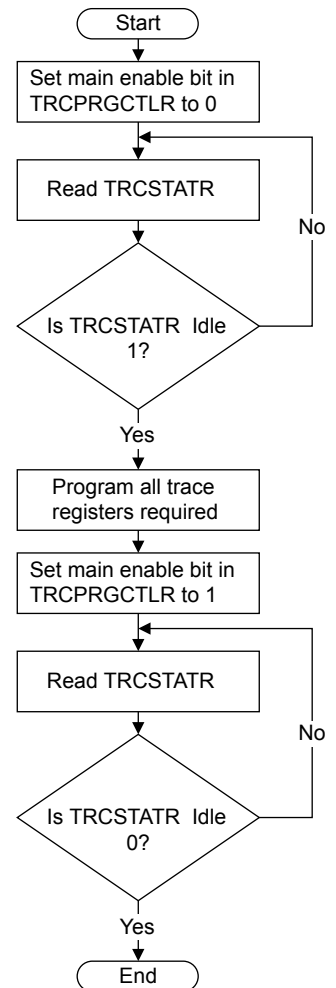 Start
Set main enable bit in
TRCPRGCTLR to 0
Read TRCSTATR
No
Is TRCSTATR Idle
1?
Yes
Program all trace
registers required
Set main enable bit in
TRCPRGCTLR to 1
Read TRCSTATR
No
Is TRCSTATR Idle
0?
Yes
End